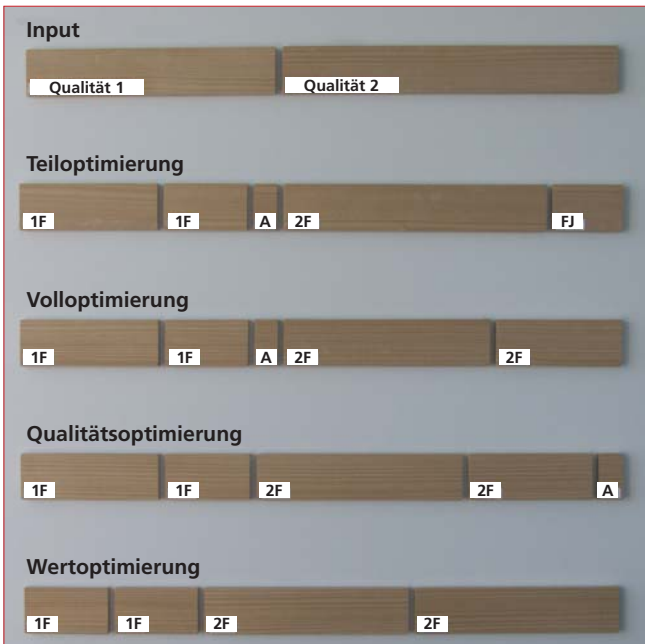 Input
Qualität 1 Qualität 2
Teiloptimierung
1F 1F A 2F FJ
Volloptimierung
1F 1F A 2F 2F
Qualitätsoptimierung
1F 1F 2F 2F A
Wertoptimierung
1F 1F 2F 2F